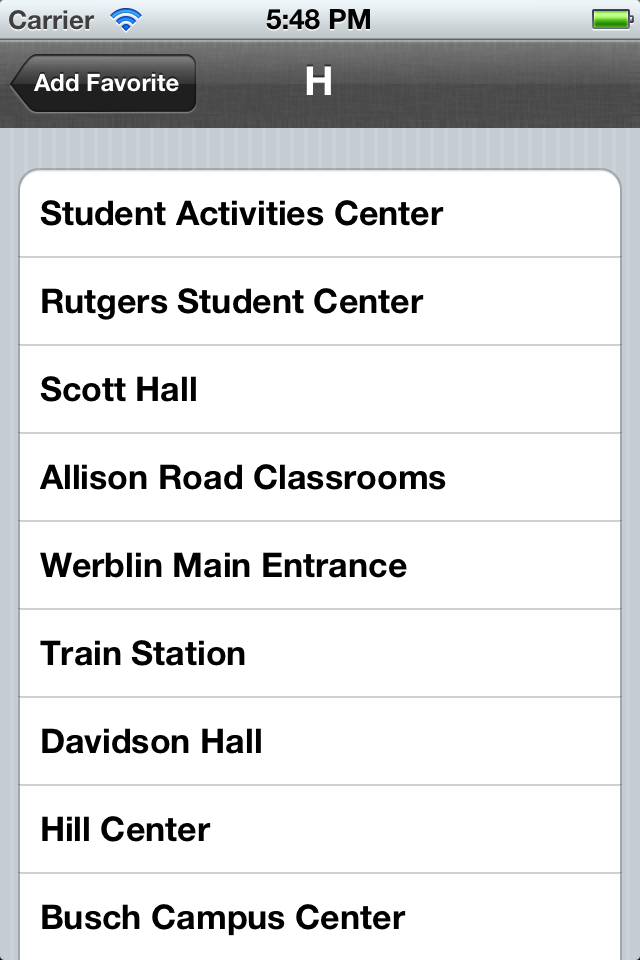 Carrier 5:48 PM
Add Favorite H
Student Activities Center
Rutgers Student Center
Scott Hall
Allison Road Classrooms
Werblin Main Entrance
Train Station
Davidson Hall
Hill Center
Busch Campus Center